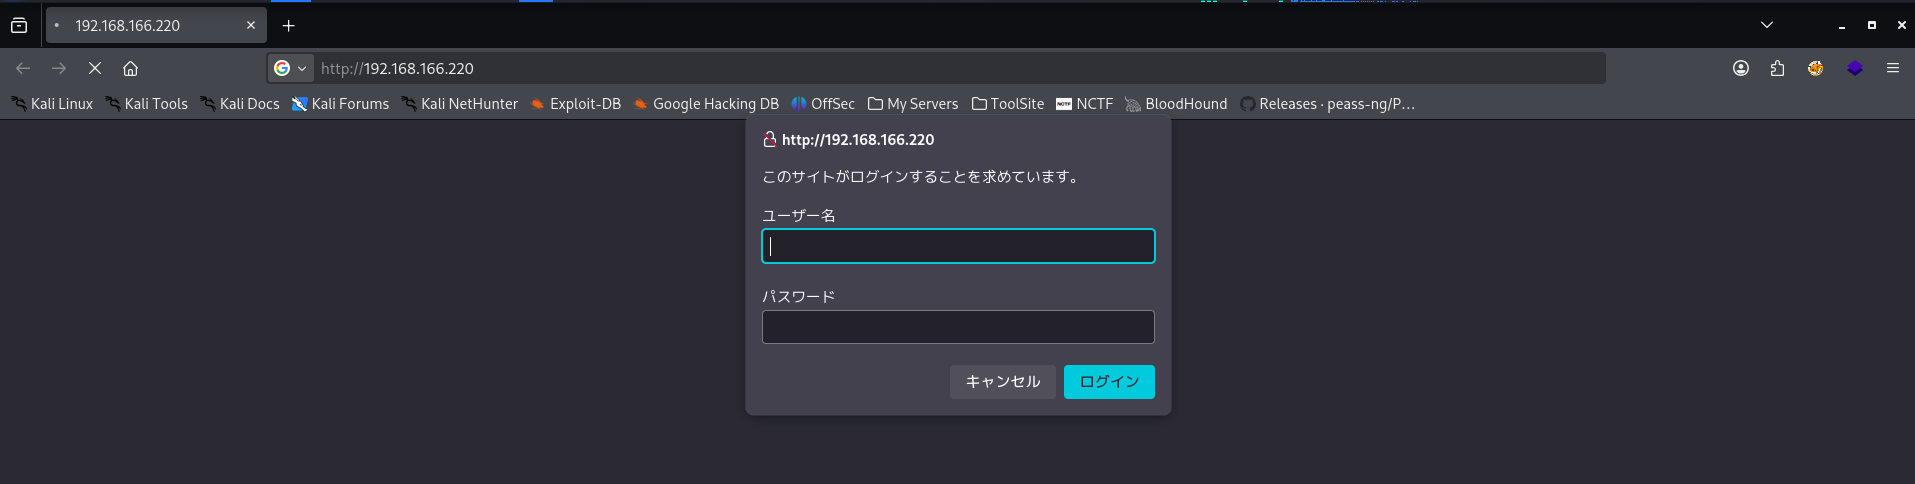 192.168.166.220
http://192.168.166.220
Kali Linux Kali Tools Kali Docs Kali Forums Kali NetHunter Exploit-DB Google Hacking DB OffSec My Servers ToolSite NCTF NCTF BloodHound Releases · peass-ng/P…
http://192.168.166.220
このサイトがログインすることを求めています。
ユーザー名
パスワード
キャンセル ログイン